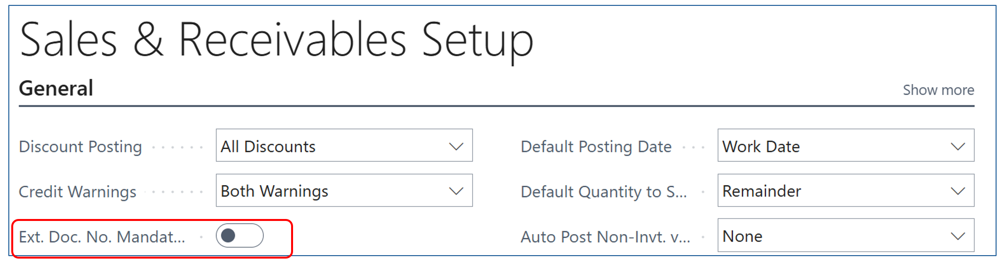 Sales & Receivables Setup
General
Show more
Discount Posting
All Discounts
Default Posting Date
Work Date
Credit Warnings
Both Warnings
Default Quantity to S...
Remainder
Ext. Doc. No. Mandat...
Auto Post Non-Invt. v...
None